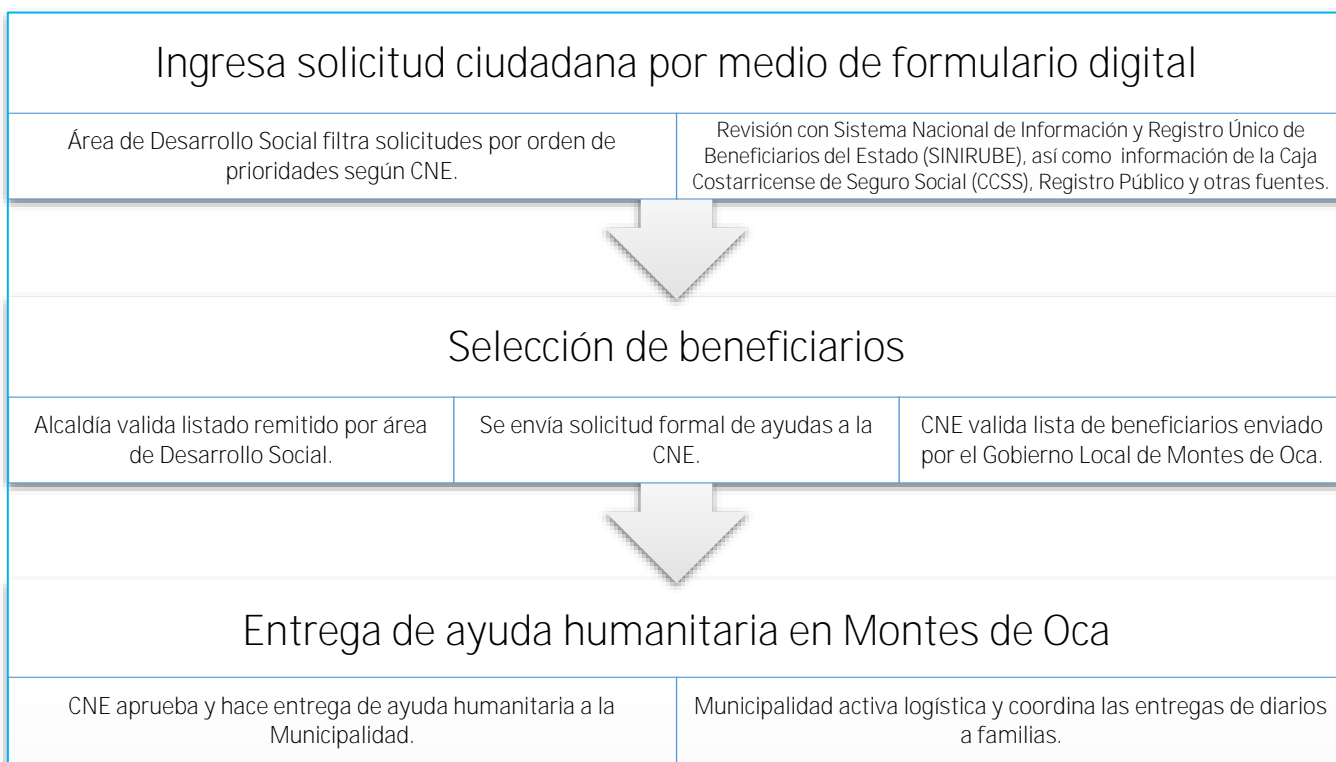 Ingresa solicitud ciudadana por medio de formulario digital
Área de Desarrollo Social filtra solicitudes por orden de
prioridades según CNE.
Revisión con Sistema Nacional de Información y Registro Único de
Beneficiarios del Estado (SINIRUBE), así como información de la Caja
Costarricense de Seguro Social (CCSS), Registro Público y otras fuentes.
Selección de beneficiarios
Alcaldía valida listado remitido por área
de Desarrollo Social.
Se envía solicitud formal de ayudas a la
CNE.
CNE valida lista de beneficiarios enviado
por el Gobierno Local de Montes de Oca.
Entrega de ayuda humanitaria en Montes de Oca
CNE aprueba y hace entrega de ayuda humanitaria a la
Municipalidad.
Municipalidad activa logística y coordina las entregas de diarios
a familias.